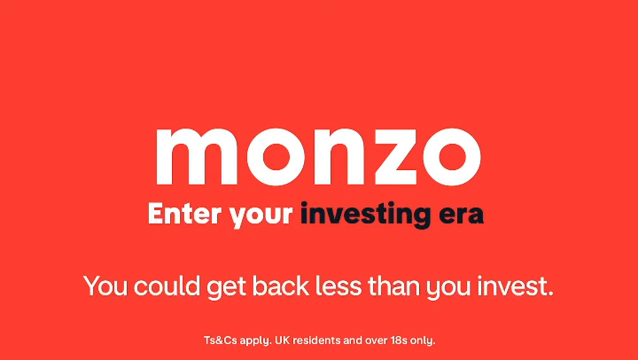 monzo
Enter your investing era
You could get back less than you invest.
Ts&Cs apply. UK residents and over 18s only.